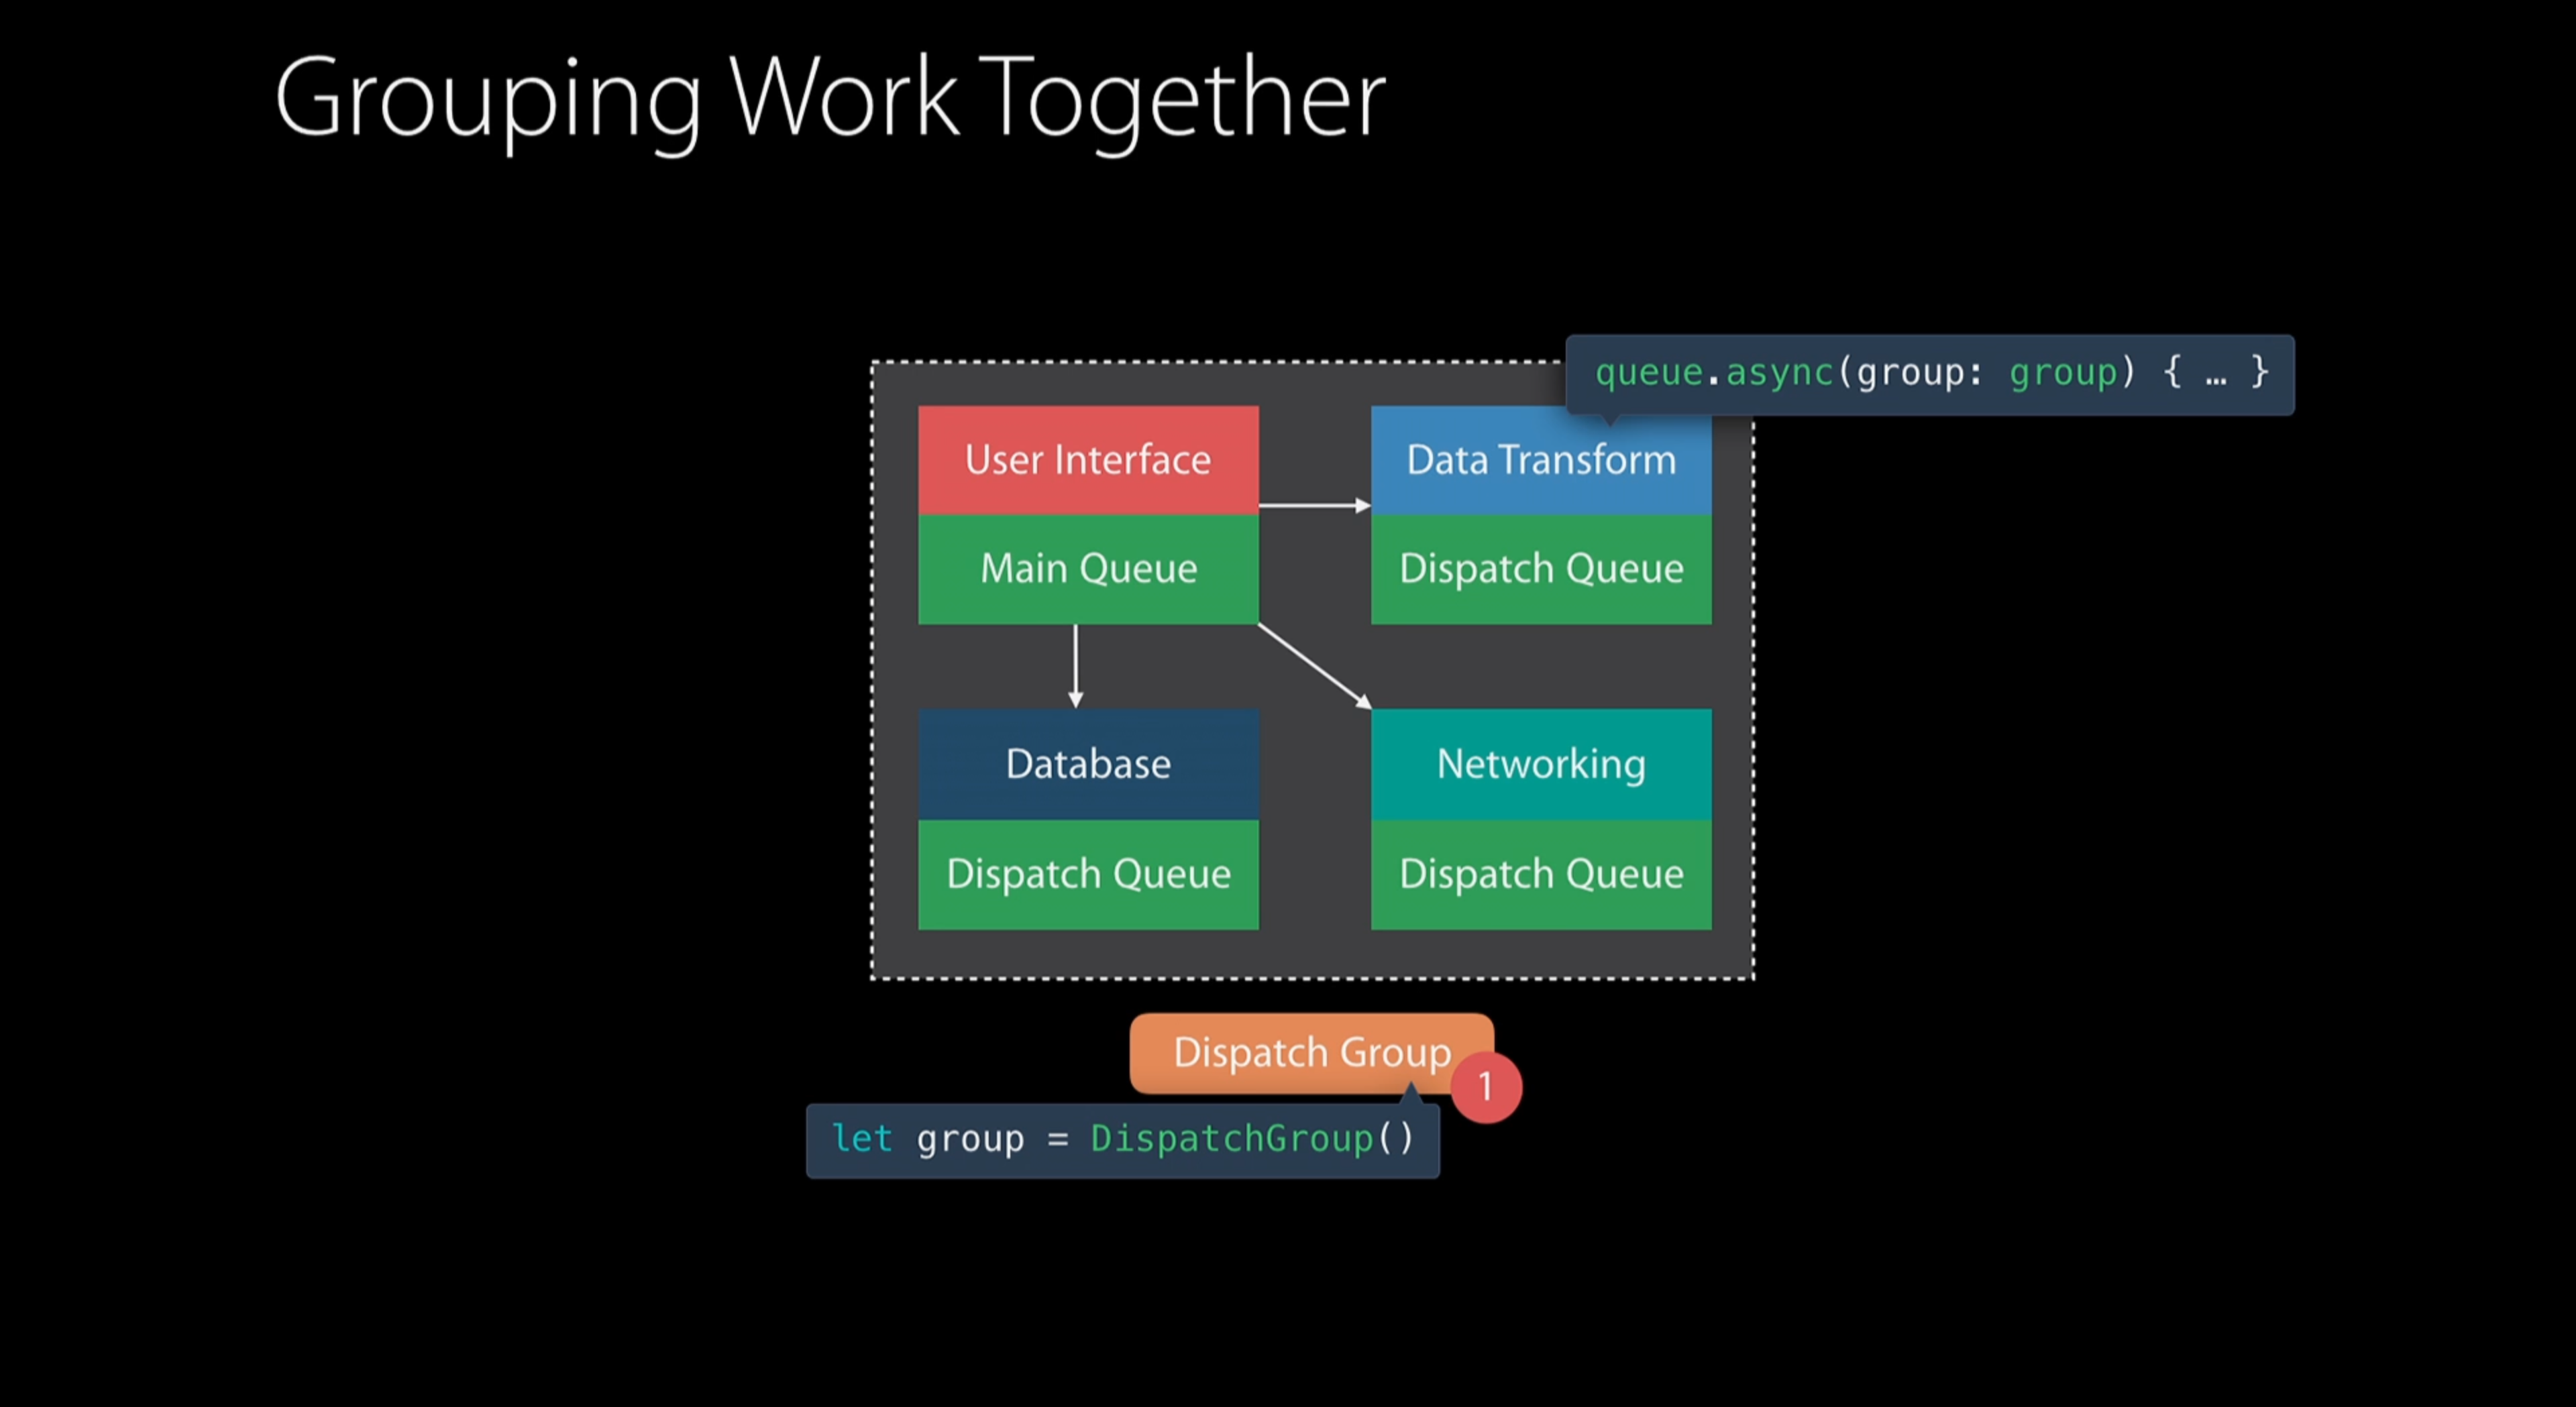 Grouping Work Together
queue.async(group: group) { … }
User Interface
Data Transform
Main Queue
Dispatch Queue
Database
Networking
Dispatch Queue
Dispatch Queue
Dispatch Group
1
let group = DispatchGroup()